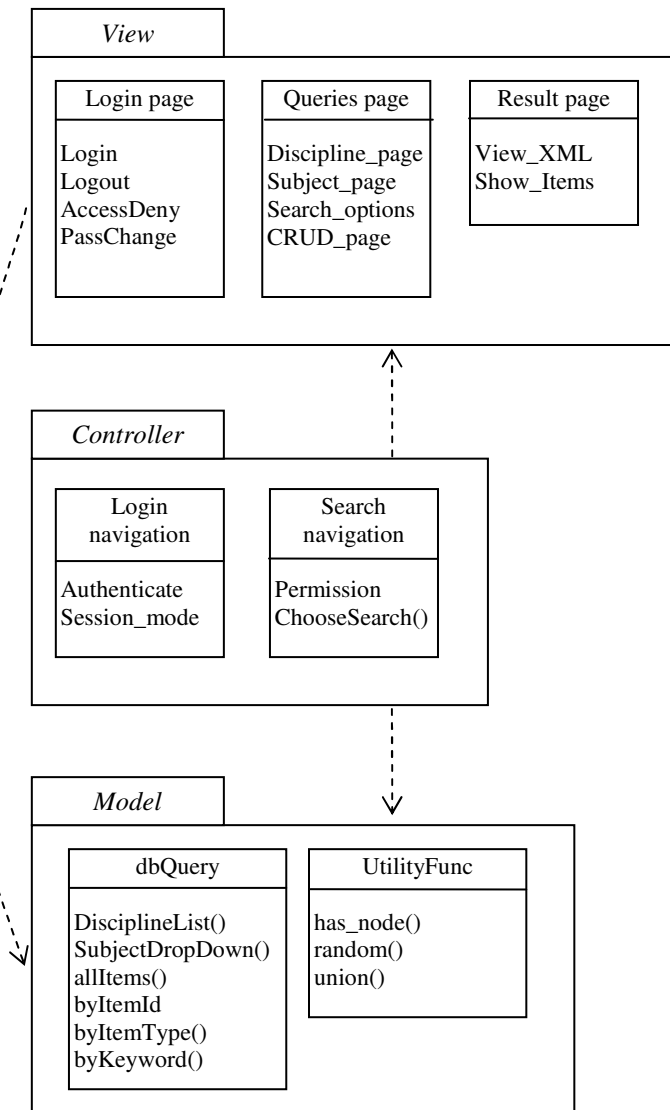 View
Login page
Login
Logout
AccessDeny
PassChange
Queries page
Discipline_page
Subject_page
Search_options
CRUD_page
Result page
View_XML
Show_Items
Controller
Login
navigation
Authenticate
Session_mode
Search
navigation
Permission
ChooseSearch()
Model
dbQuery
DisciplineList()
SubjectDropDown()
allItems()
byItemId
byItemType()
byKeyword()
UtilityFunc
has_node()
random()
union()